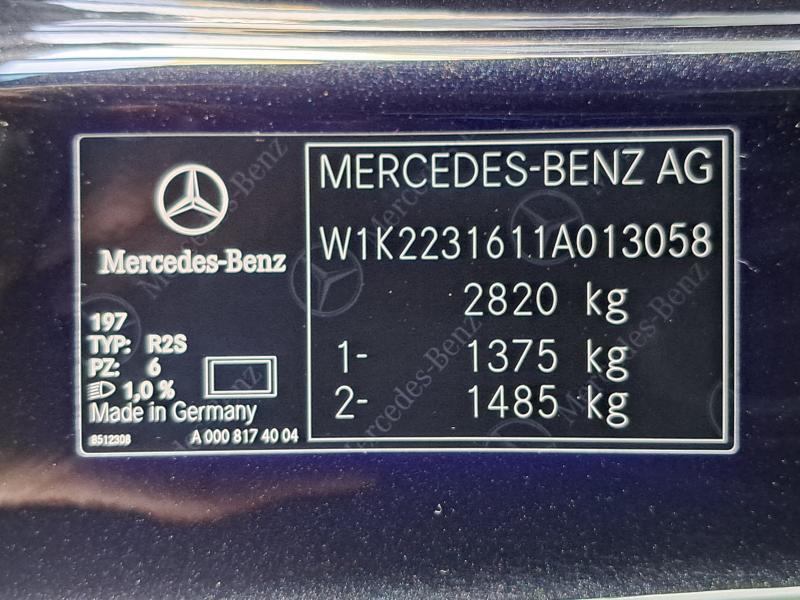 Mercedes-Benz
197
TYP: R2S
PZ: 6
1,0 %
Made in Germany
8512308
A 000 817 40 04
MERCEDES-BENZ AG
W1K2231611A013058
2820 kg
1- 1375 kg
2- 1485 kg